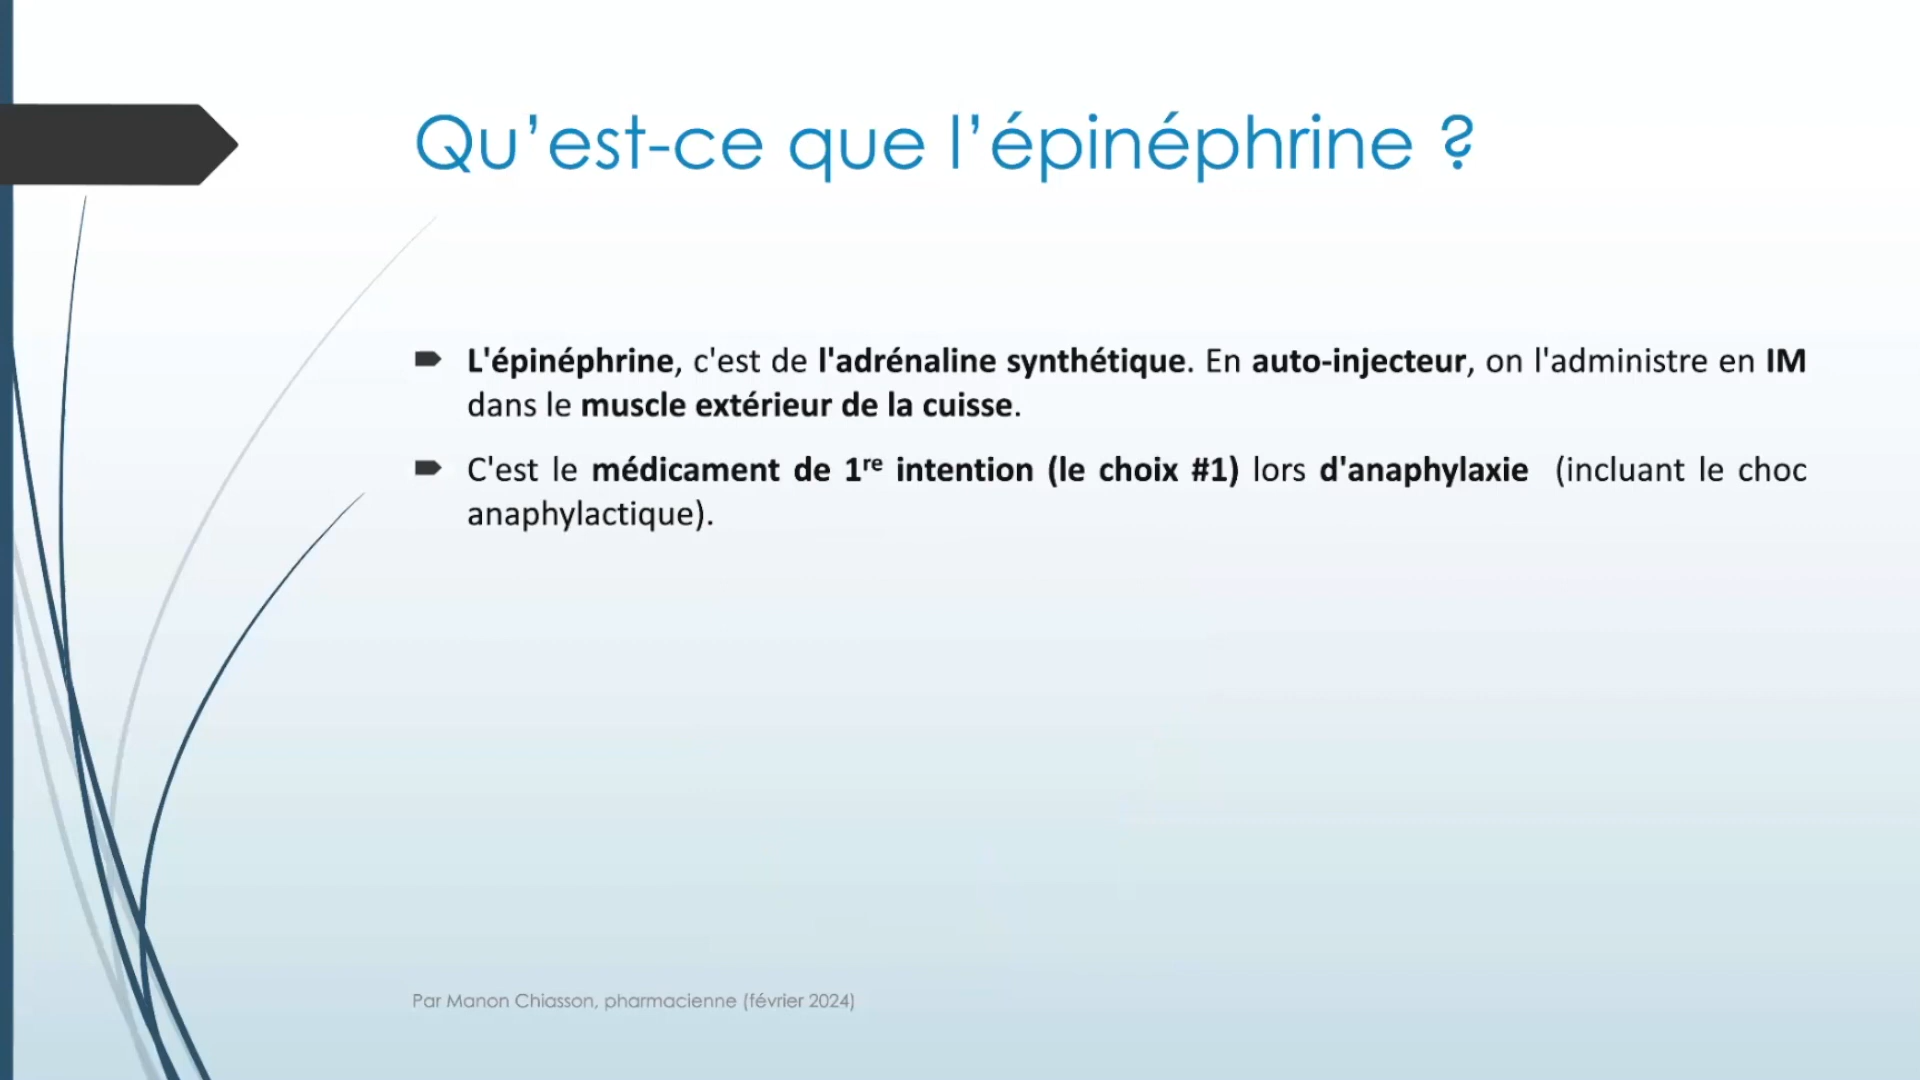 Qu’est-ce que l’épinéphrine ?
L'épinéphrine, c'est de l'adrénaline synthétique. En auto-injecteur, on l'administre en IM
dans le muscle extérieur de la cuisse.
C'est le médicament de 1re intention (le choix #1) lors d'anaphylaxie (incluant le choc
anaphylactique).
Par Manon Chiasson, pharmacienne (février 2024)